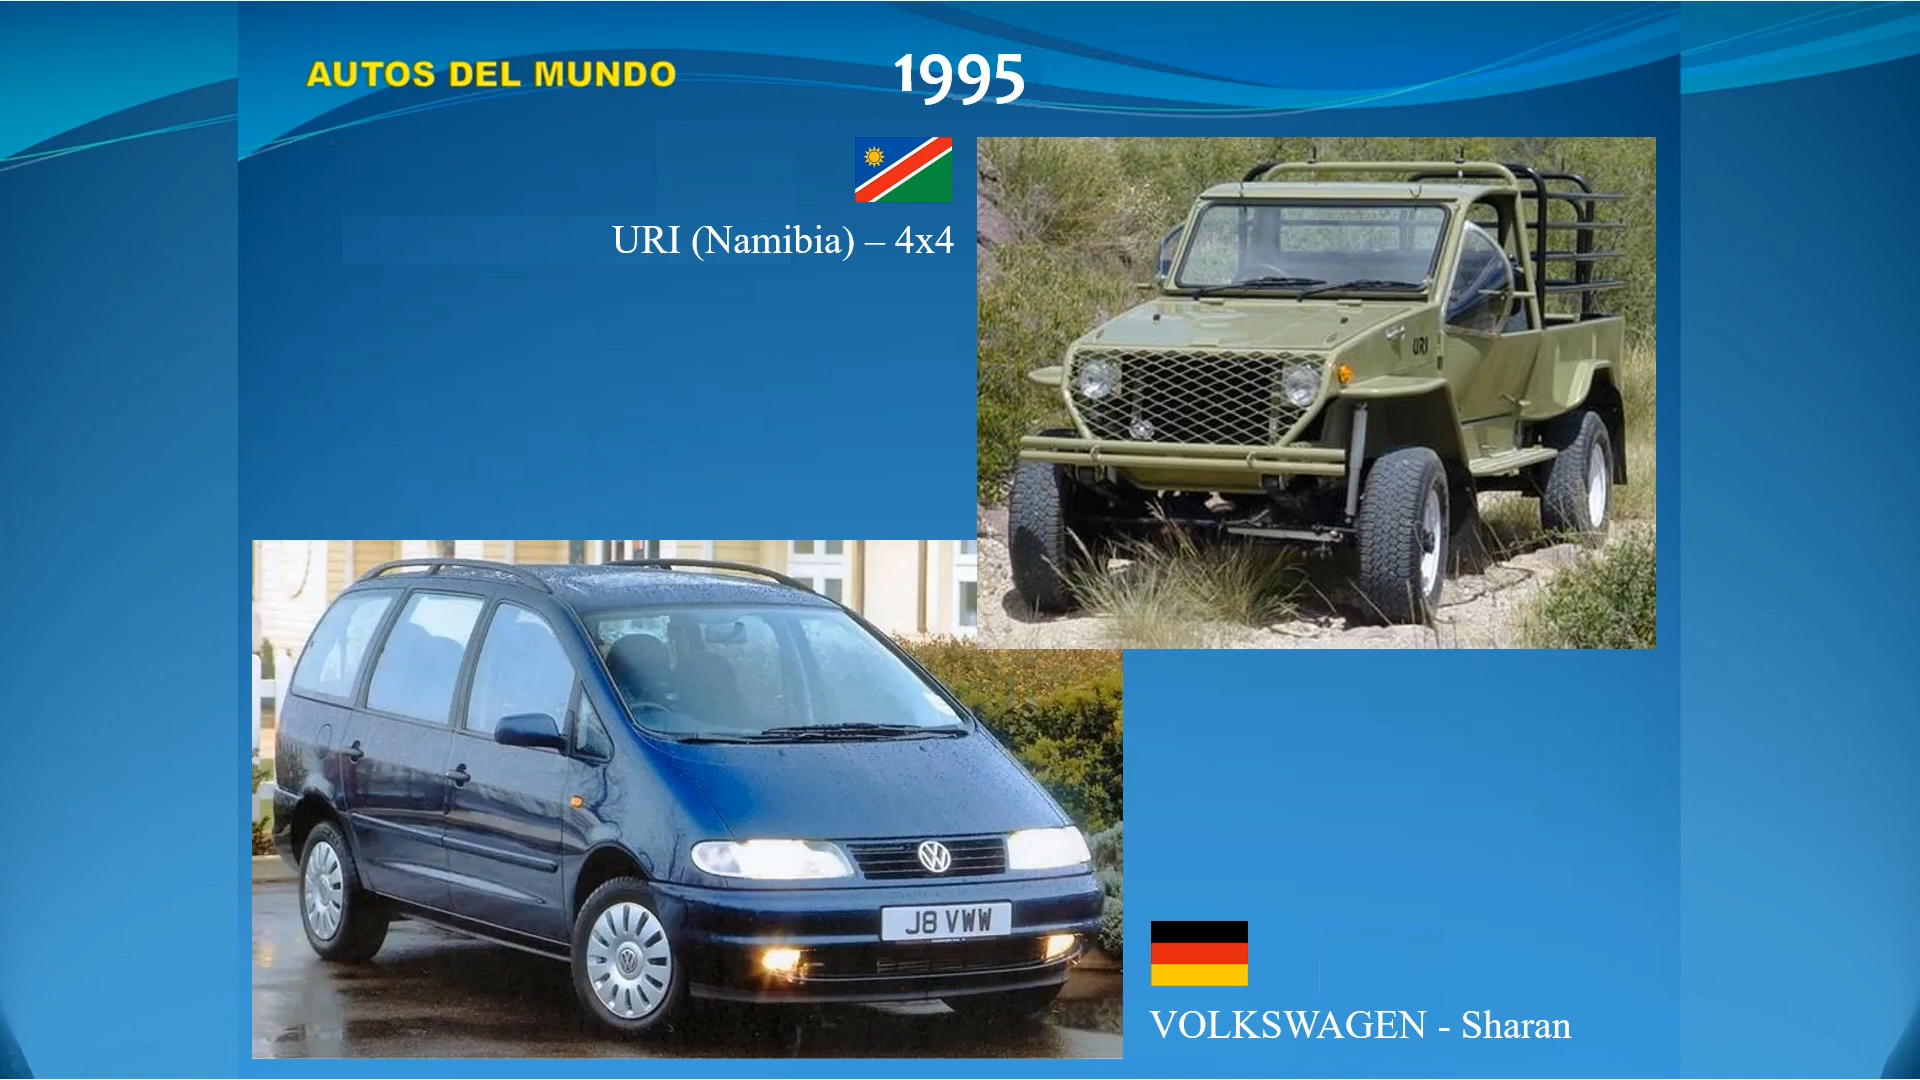 AUTOS DEL MUNDO
1995
URI (Namibia) – 4x4
URI
J8 VWW
VOLKSWAGEN - Sharan